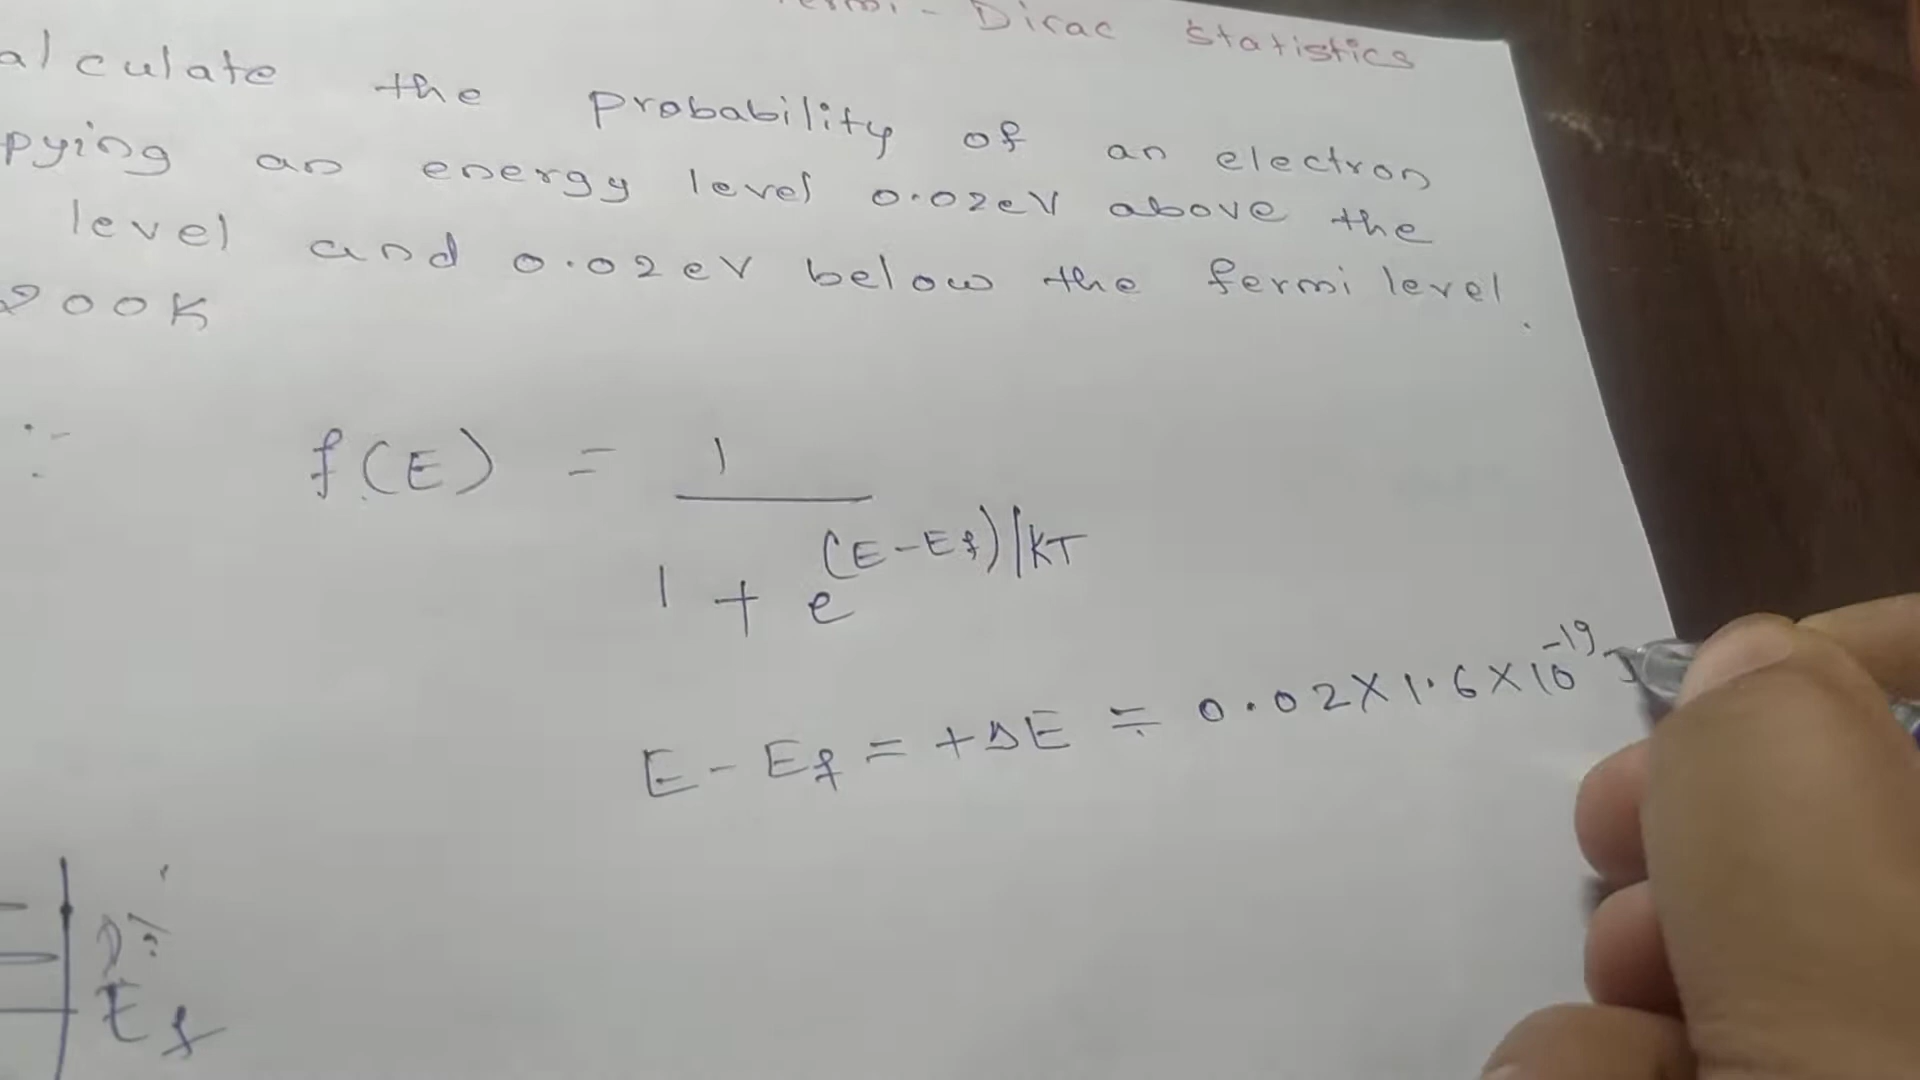 - Dirac Statistics
alculate the probability of an electron
pying an energy level 0.02eV above the
level and 0.02eV below the fermi level.
200K
:-
f(E) = 1
1 + e^(E-Ef)/KT
E - Ef = +ΔE = 0.02 X 1.6 X 10^-19 J
Ef